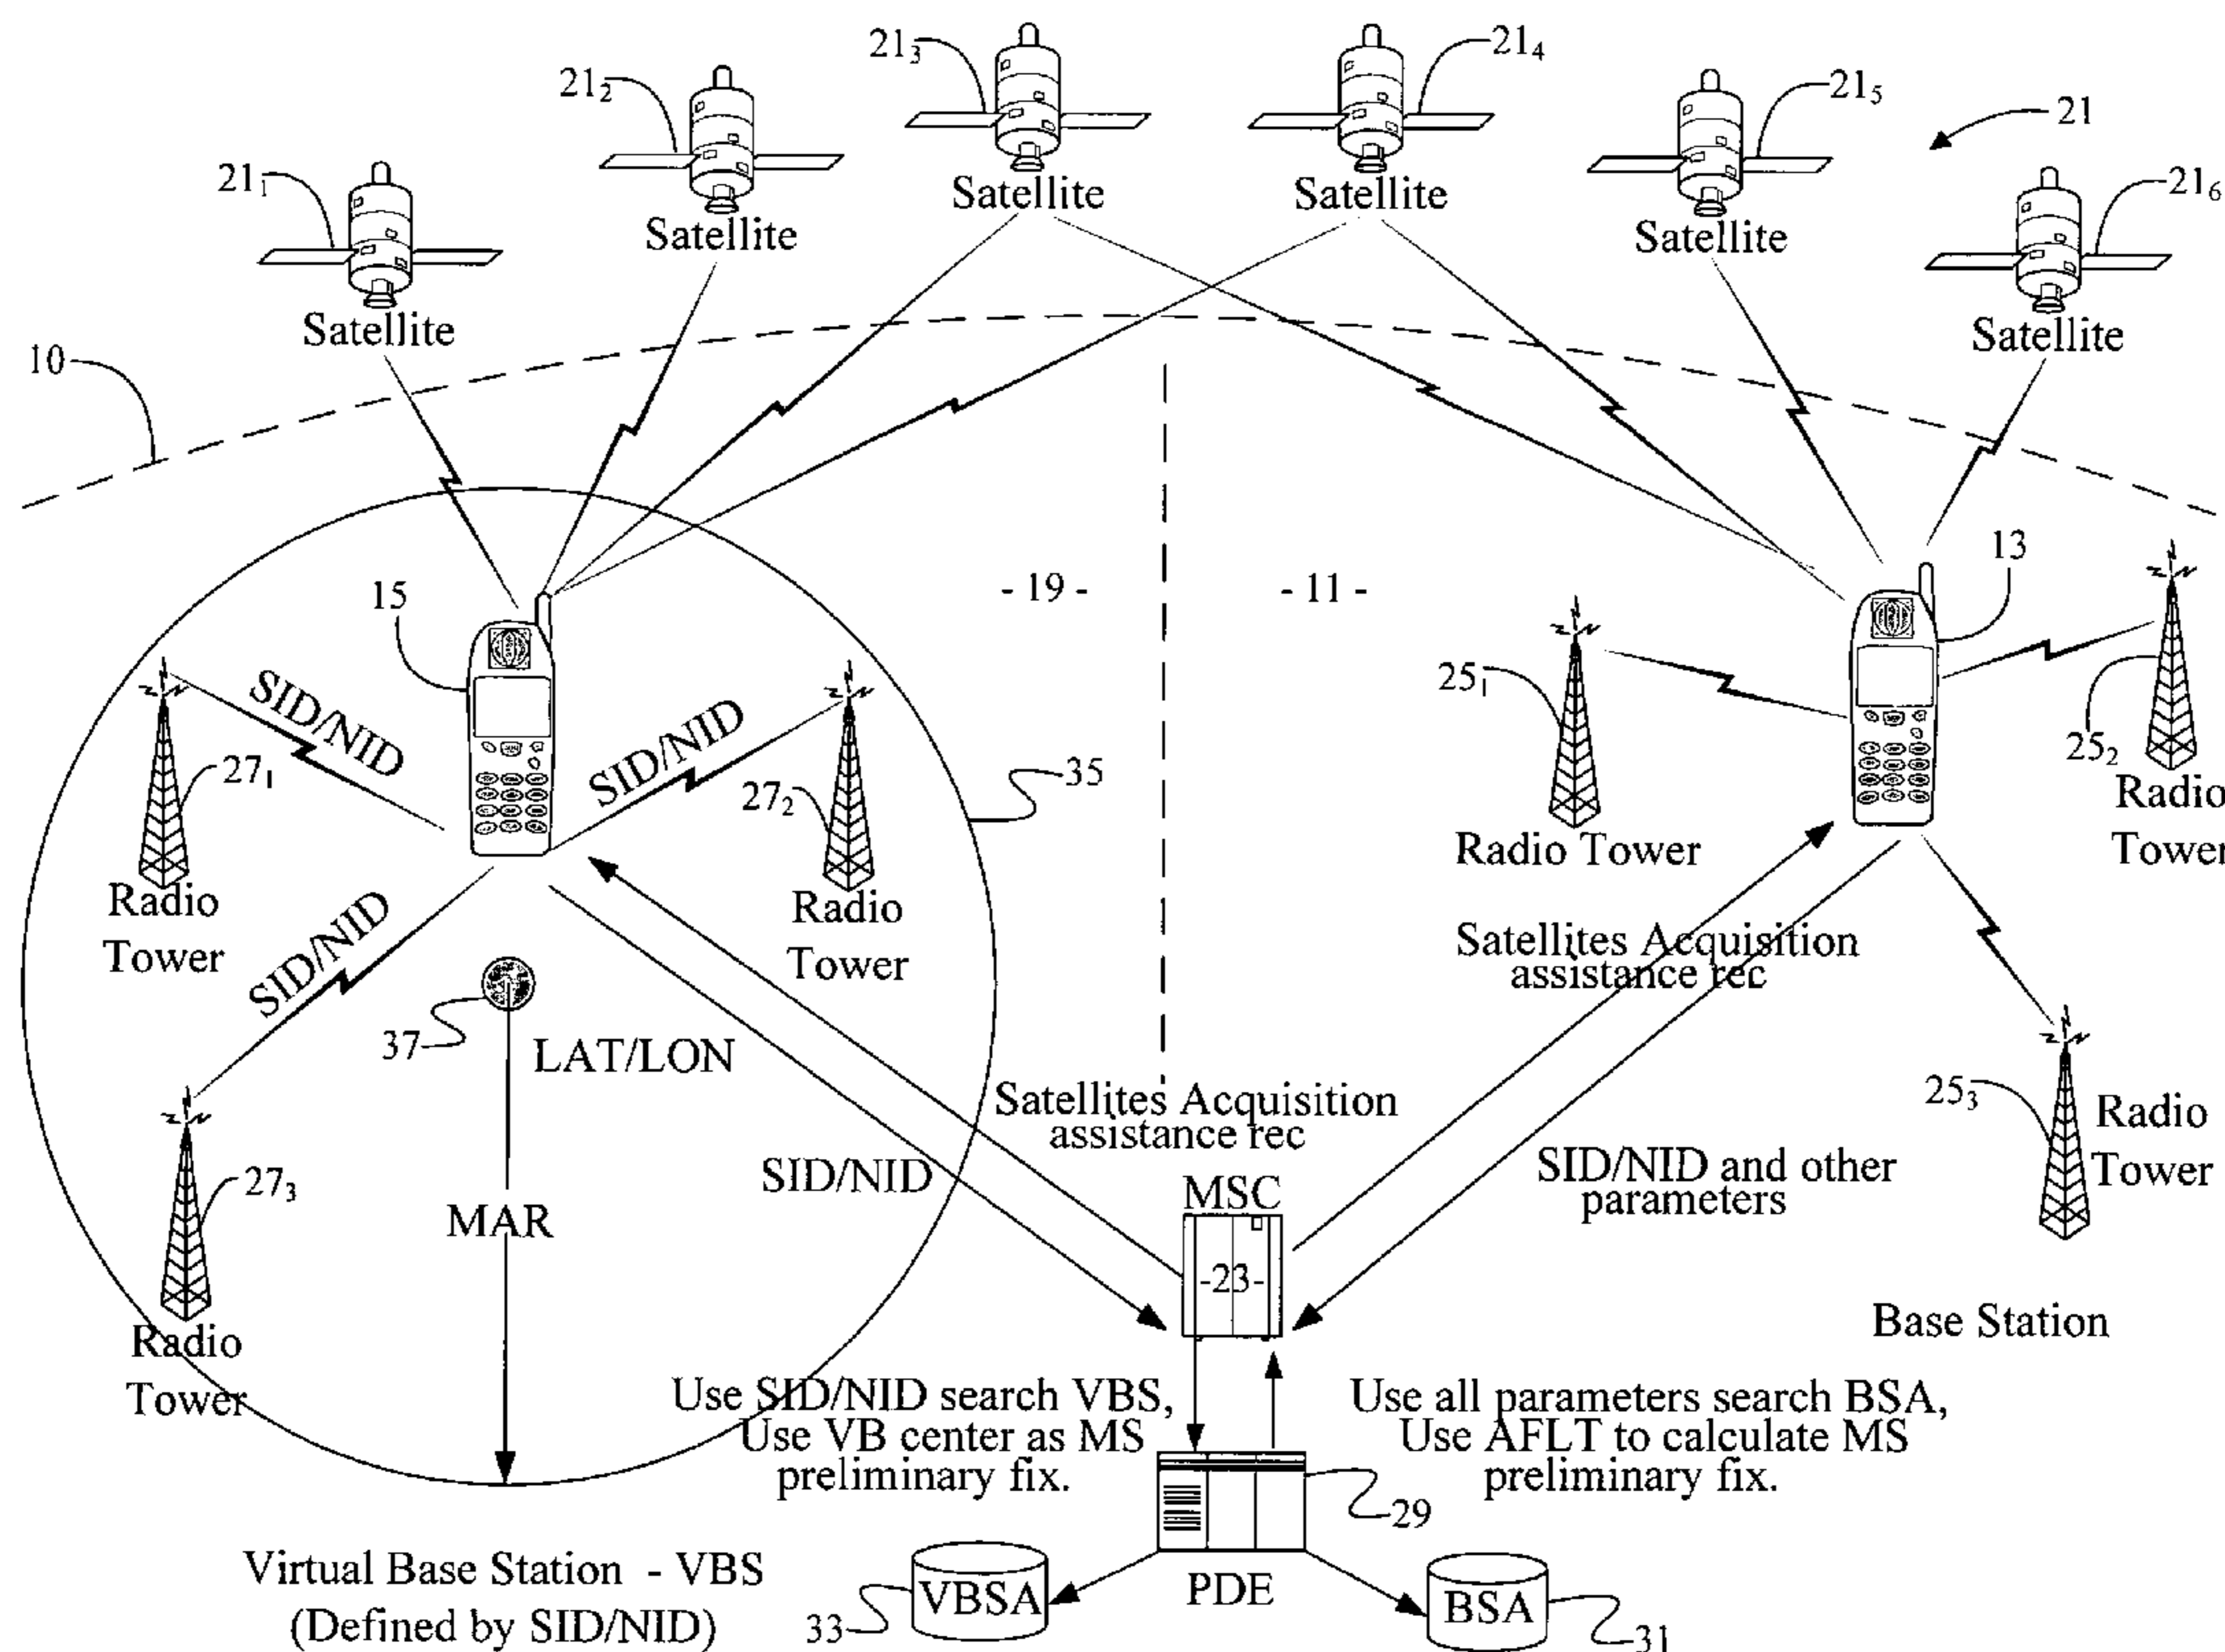 21₃
21₄
21₂
21₅
21
21₁
21₆
Satellite
Satellite
Satellite
Satellite
Satellite
Satellite
10
13
15
- 19 -
- 11 -
SID/NID
SID/NID
25₁
25₂
27₁
27₂
35
Radio
Tower
Radio Tower
Radio
Tower
Radio
Tower
SID/NID
Satellites Acquisition
assistance rec
37
LAT/LON
Satellites Acquisition
assistance rec
25₃
Radio
Tower
27₃
SID/NID
SID/NID and other
parameters
MSC
MAR
-23-
Base Station
Radio
Tower
Use SID/NID search VBS,
Use VB center as MS
preliminary fix.
Use all parameters search BSA,
Use AFLT to calculate MS
preliminary fix.
29
Virtual Base Station - VBS
(Defined by SID/NID)
VBSA
PDE
BSA
33
31